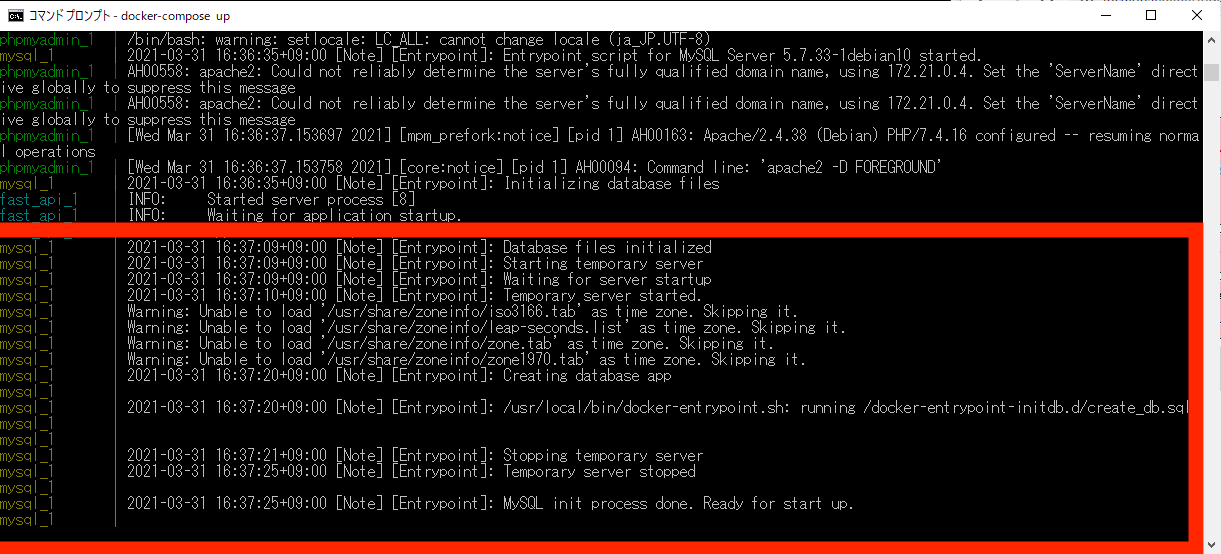 コマンド プロンプト - docker-compose up
phpmyadmin_1 | /bin/bash: warning: setlocale: LC_ALL: cannot change locale (ja_JP.UTF-8)
mysql_1 | 2021-03-31 16:36:35+09:00 [Note] [Entrypoint]: Entrypoint script for MySQL Server 5.7.33-1debian10 started.
phpmyadmin_1 | AH00558: apache2: Could not reliably determine the server's fully qualified domain name, using 172.21.0.4. Set the 'ServerName' direct
ive globally to suppress this message
phpmyadmin_1 | AH00558: apache2: Could not reliably determine the server's fully qualified domain name, using 172.21.0.4. Set the 'ServerName' direct
ive globally to suppress this message
phpmyadmin_1 | [Wed Mar 31 16:36:37.153697 2021] [mpm_prefork:notice] [pid 1] AH00163: Apache/2.4.38 (Debian) PHP/7.4.16 configured -- resuming norma
l operations
phpmyadmin_1 | [Wed Mar 31 16:36:37.153758 2021] [core:notice] [pid 1] AH00094: Command line: 'apache2 -D FOREGROUND'
mysql_1 | 2021-03-31 16:36:35+09:00 [Note] [Entrypoint]: Initializing database files
fast_api_1 | INFO: Started server process [8]
fast_api_1 | INFO: Waiting for application startup.
mysql_1 | 2021-03-31 16:37:09+09:00 [Note] [Entrypoint]: Database files initialized
mysql_1 | 2021-03-31 16:37:09+09:00 [Note] [Entrypoint]: Starting temporary server
mysql_1 | 2021-03-31 16:37:09+09:00 [Note] [Entrypoint]: Waiting for server startup
mysql_1 | 2021-03-31 16:37:10+09:00 [Note] [Entrypoint]: Temporary server started.
mysql_1 | Warning: Unable to load '/usr/share/zoneinfo/iso3166.tab' as time zone. Skipping it.
mysql_1 | Warning: Unable to load '/usr/share/zoneinfo/leap-seconds.list' as time zone. Skipping it.
mysql_1 | Warning: Unable to load '/usr/share/zoneinfo/zone.tab' as time zone. Skipping it.
mysql_1 | Warning: Unable to load '/usr/share/zoneinfo/zone1970.tab' as time zone. Skipping it.
mysql_1 | 2021-03-31 16:37:20+09:00 [Note] [Entrypoint]: Creating database app
mysql_1 |
mysql_1 | 2021-03-31 16:37:20+09:00 [Note] [Entrypoint]: /usr/local/bin/docker-entrypoint.sh: running /docker-entrypoint-initdb.d/create_db.sql
mysql_1 |
mysql_1 |
mysql_1 | 2021-03-31 16:37:21+09:00 [Note] [Entrypoint]: Stopping temporary server
mysql_1 | 2021-03-31 16:37:25+09:00 [Note] [Entrypoint]: Temporary server stopped
mysql_1 |
mysql_1 | 2021-03-31 16:37:25+09:00 [Note] [Entrypoint]: MySQL init process done. Ready for start up.
mysql_1 |